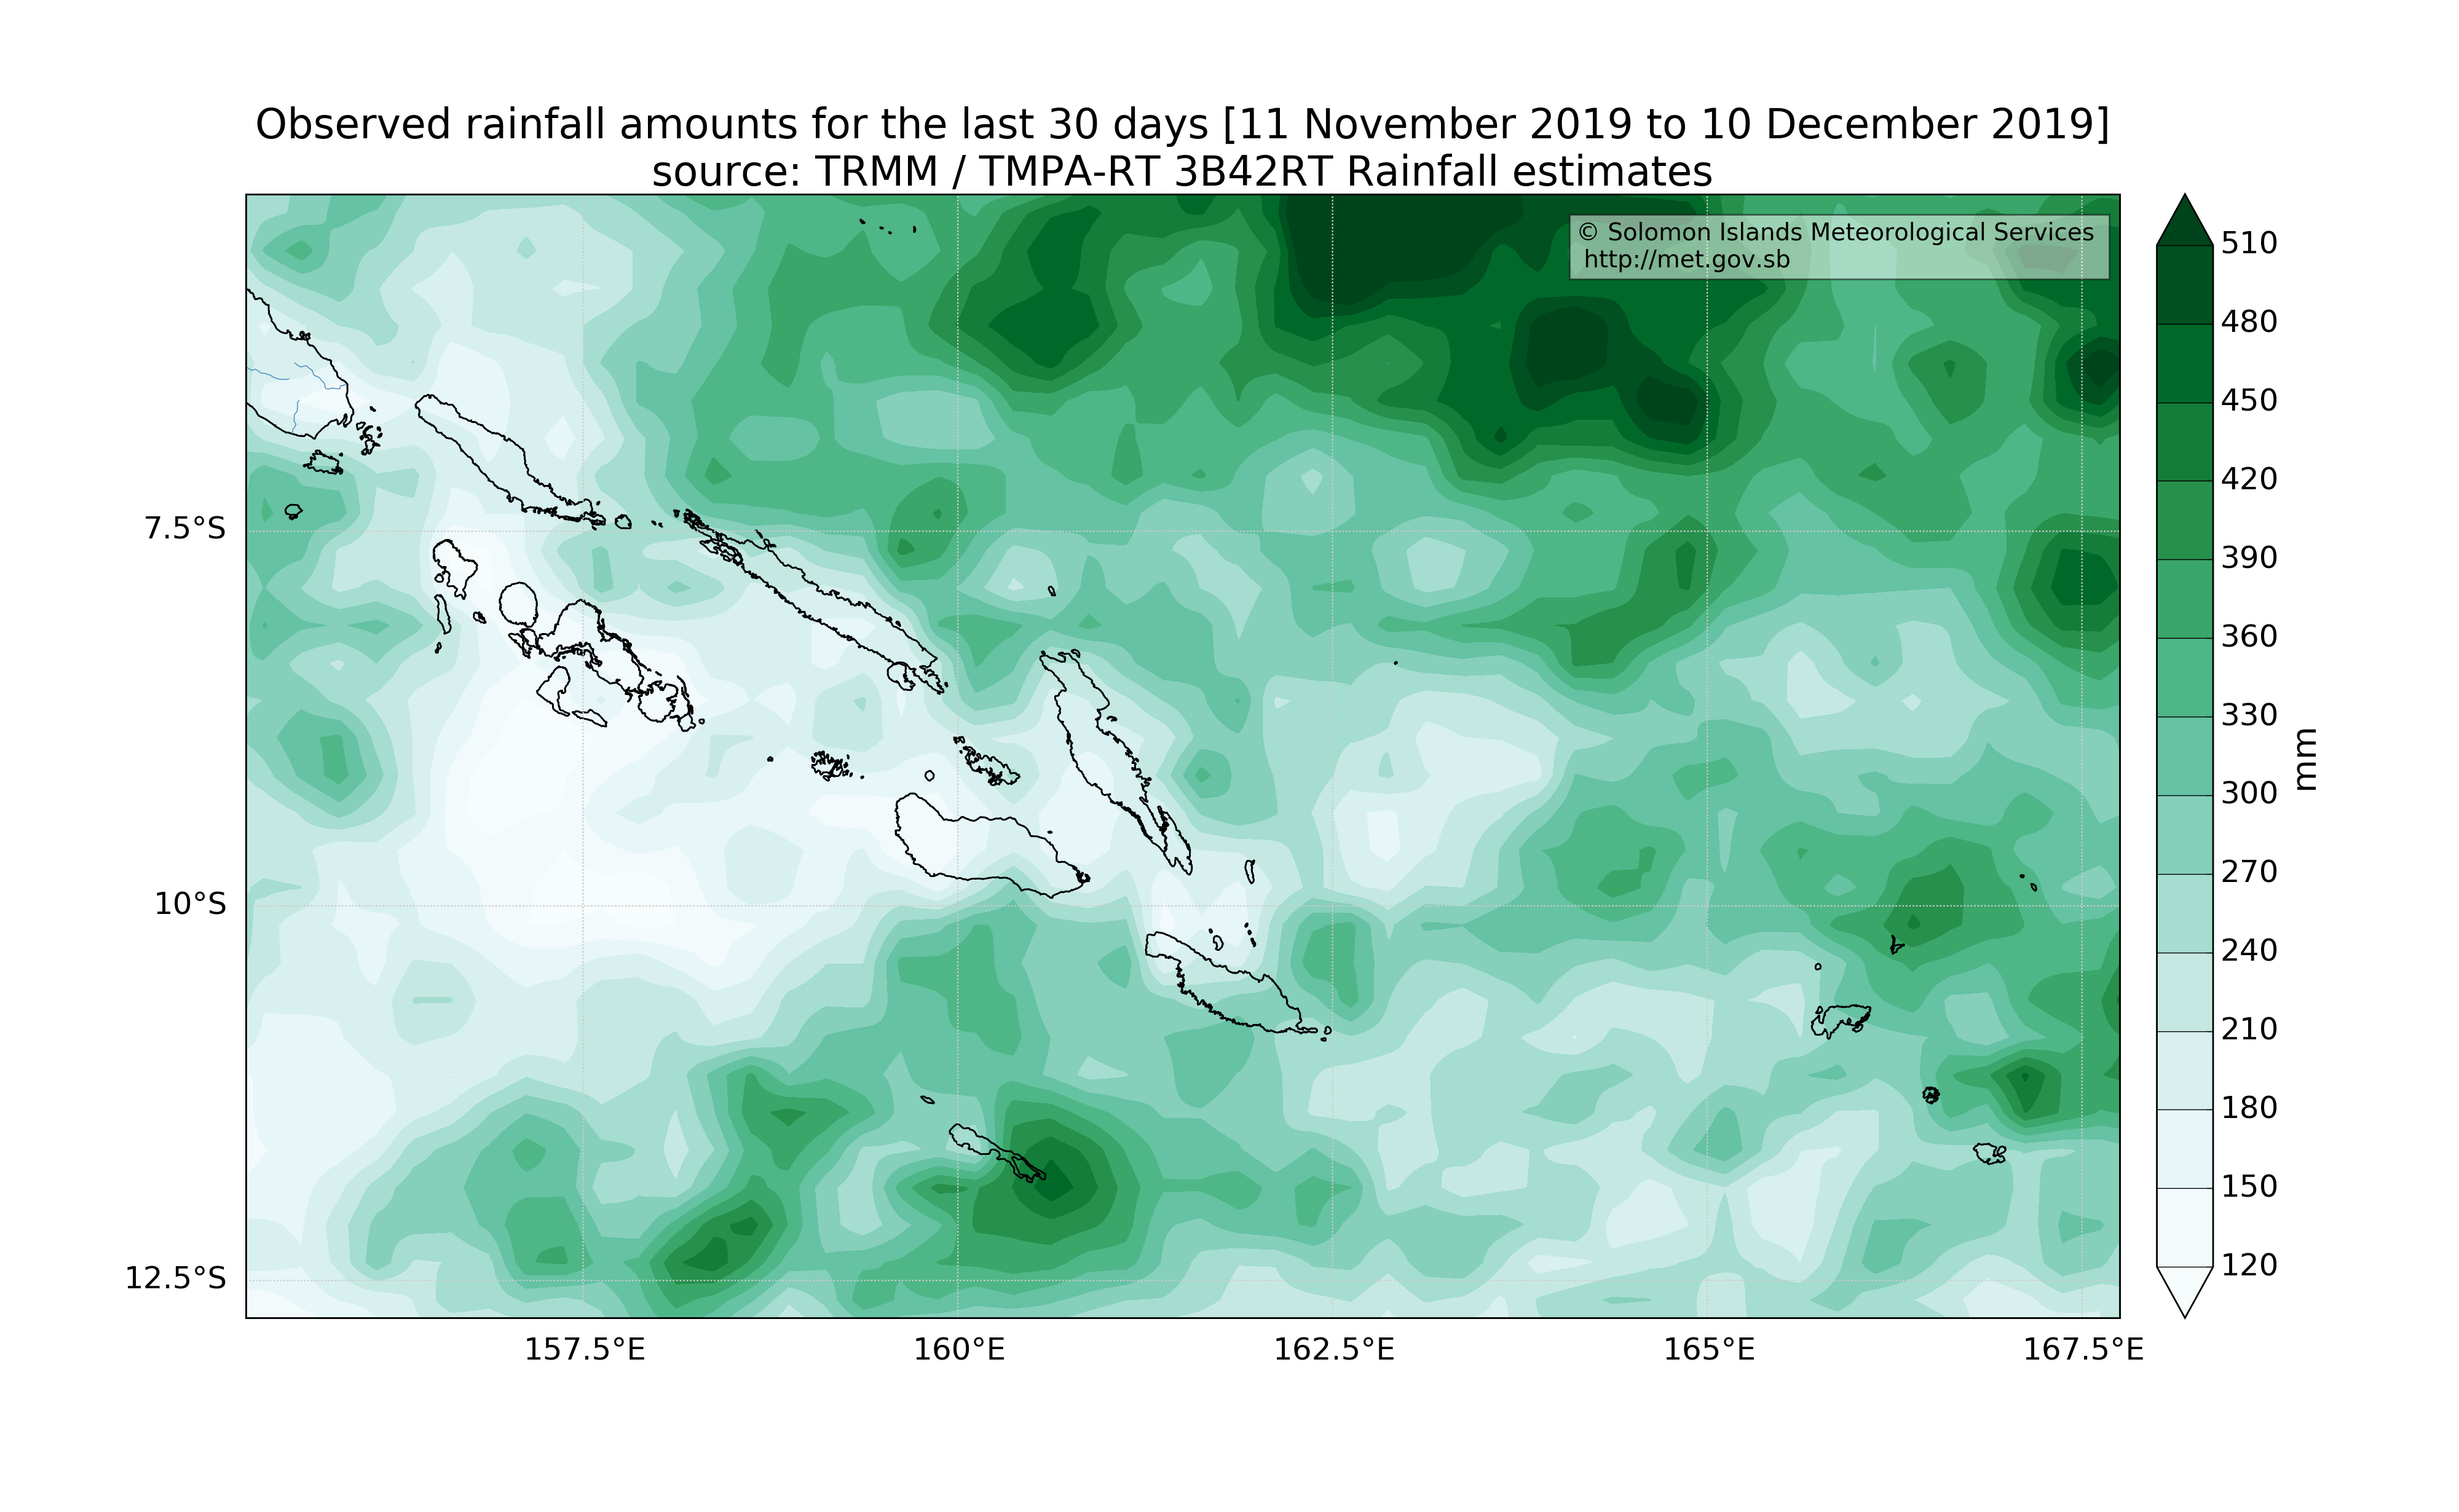 Observed rainfall amounts for the last 30 days [11 November 2019 to 10 December 2019]
source: TRMM / TMPA-RT 3B42RT Rainfall estimates
© Solomon Islands Meteorological Services
http://met.gov.sb
7.5°S
10°S
12.5°S
157.5°E
160°E
162.5°E
165°E
167.5°E
510
480
450
420
390
360
330
300
270
240
210
180
150
120
mm